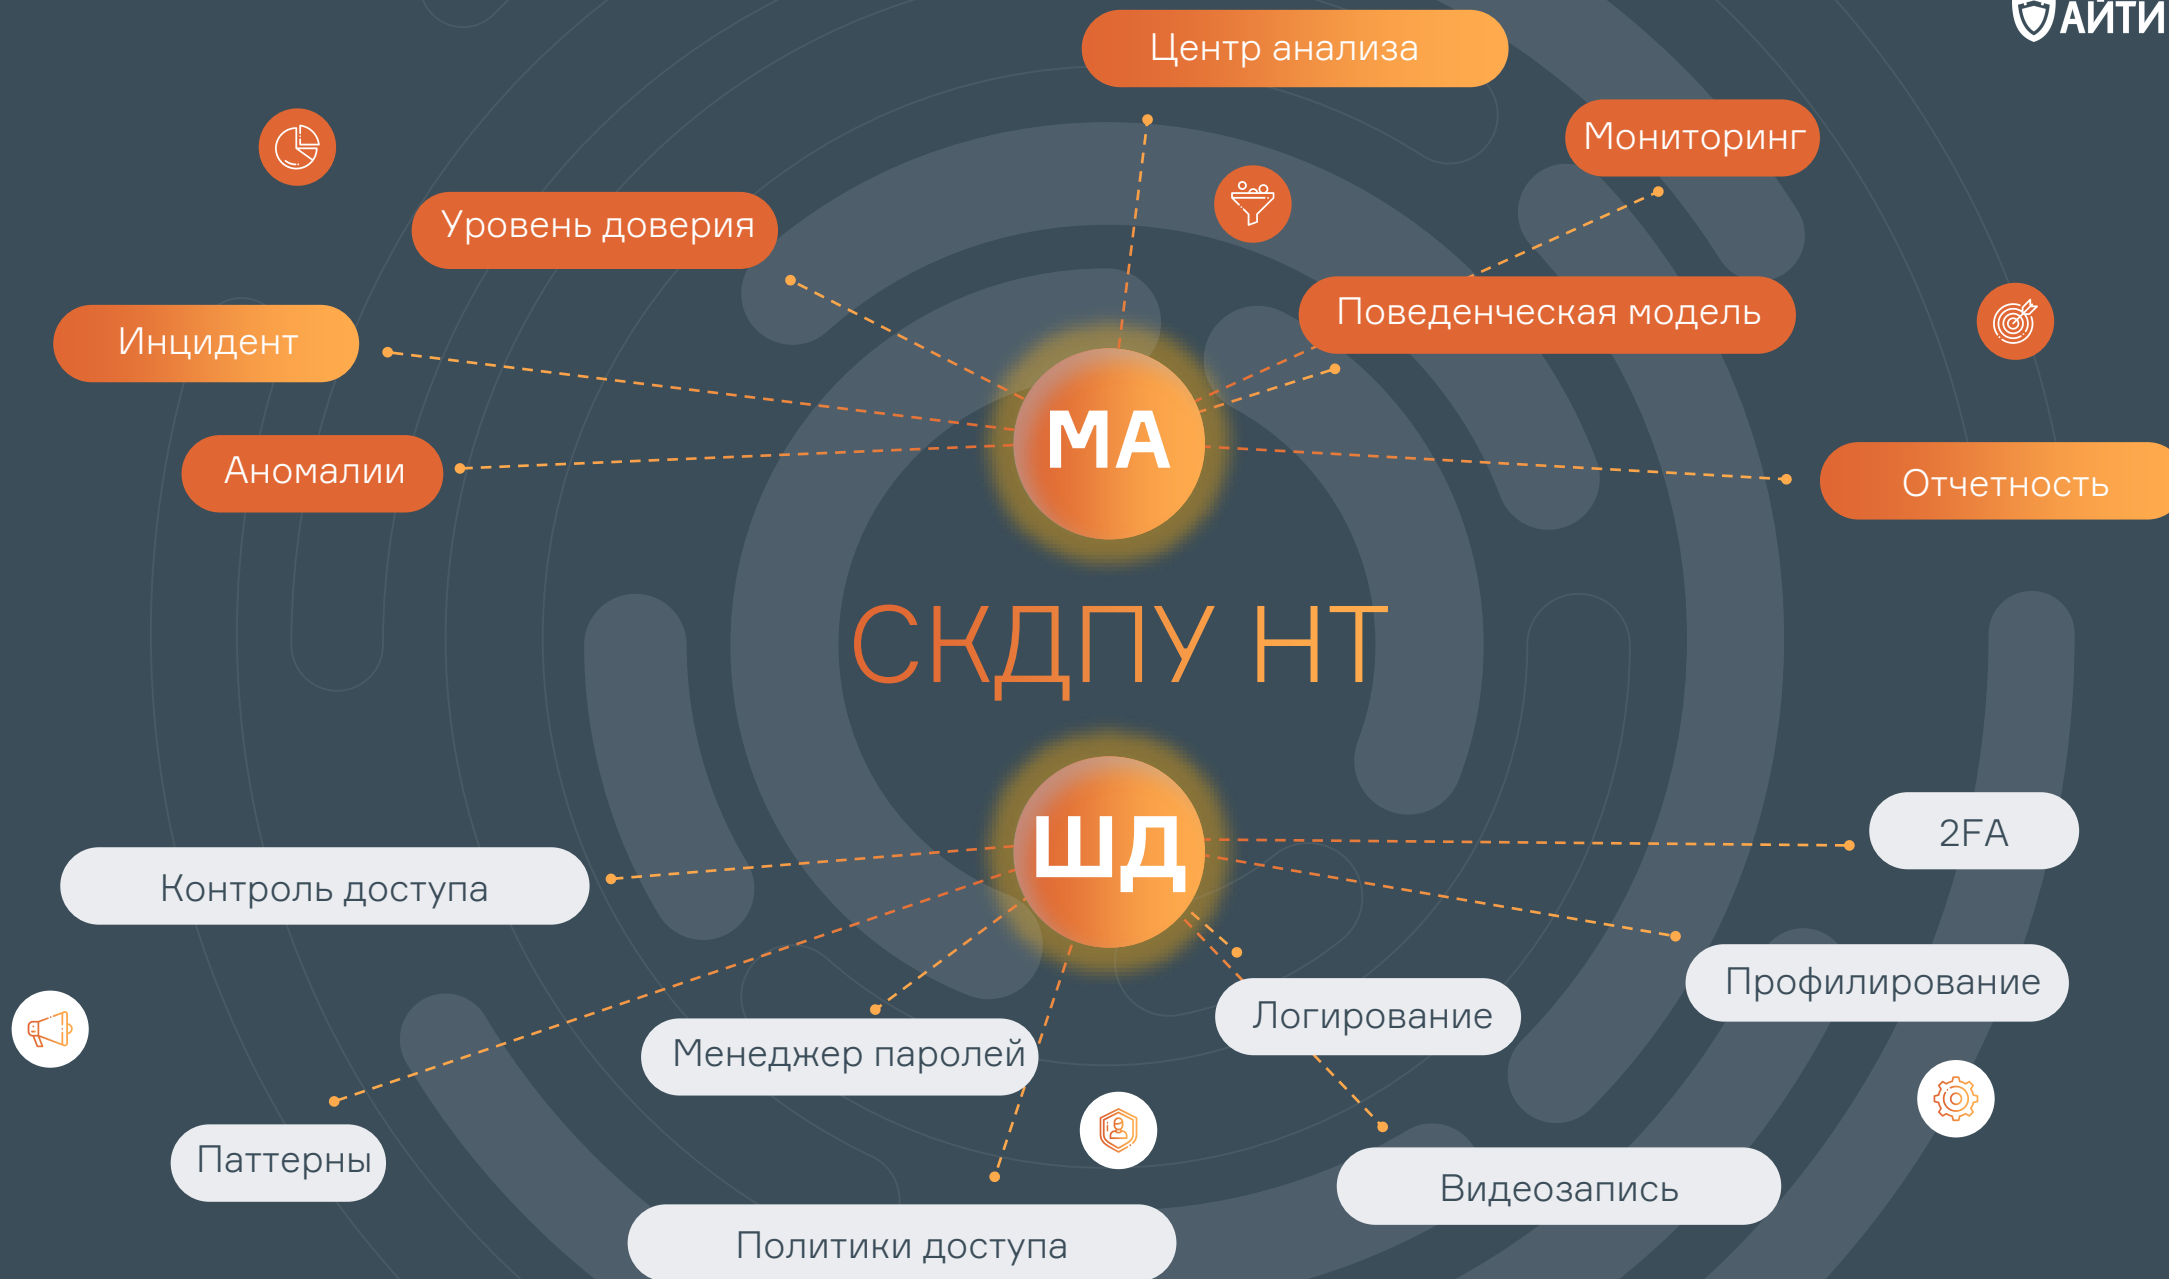 АЙТИ
Центр анализа
Мониторинг
Уровень доверия
Поведенческая модель
Инцидент
МА
Аномалии
Отчетность
СКДПУ НТ
2FA
ШД
Контроль доступа
Профилирование
Логирование
Менеджер паролей
Паттерны
Видеозапись
Политики доступа